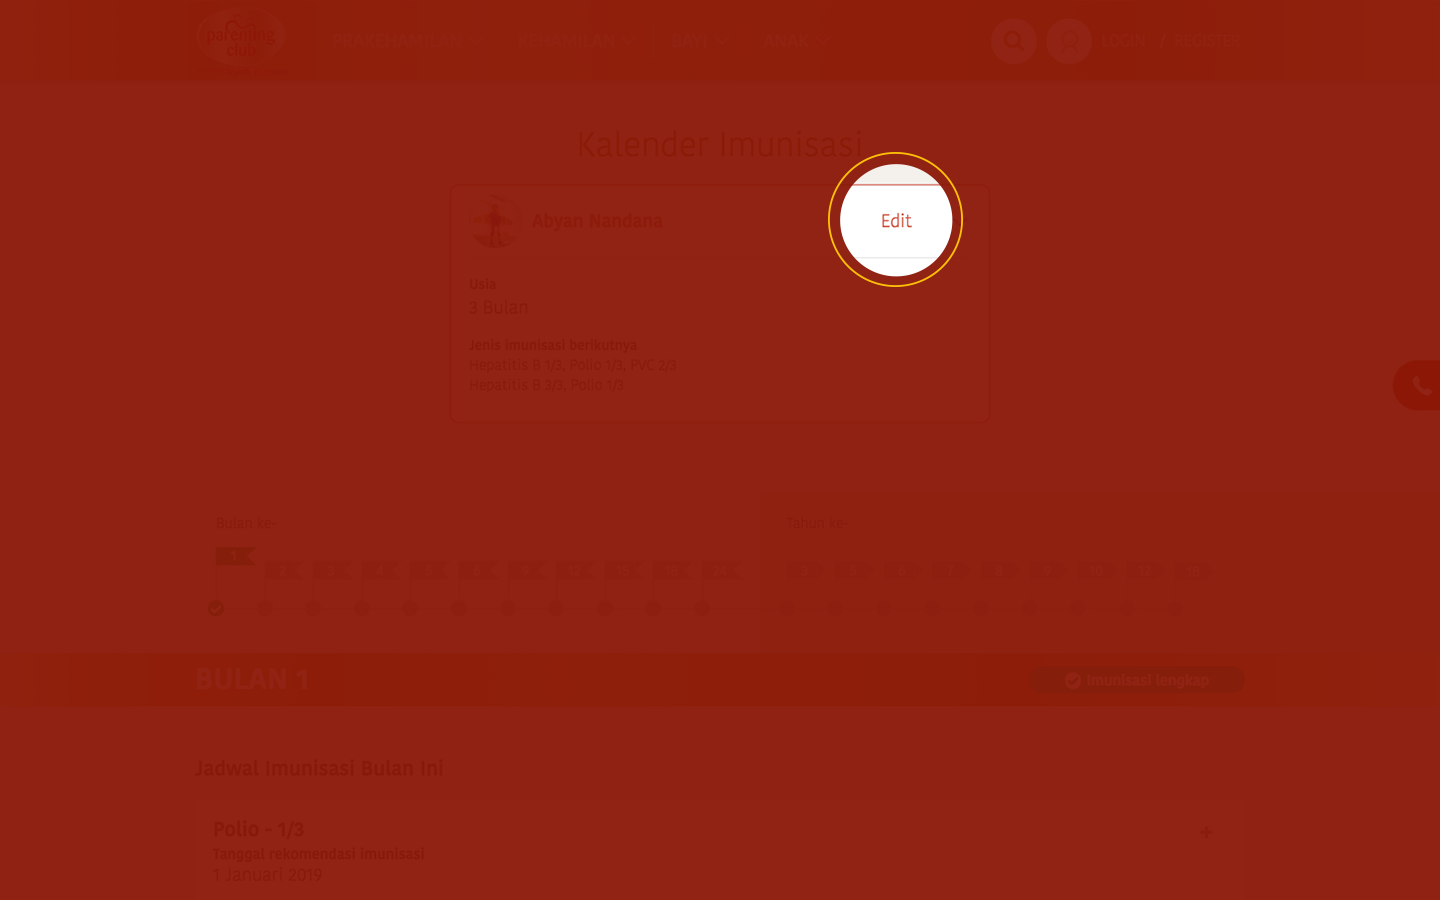 parenting
club
PRAKEHAMILAN
KEHAMILAN
BAYI
ANAK
LOGIN / REGISTER
Kalender Imunisasi
Abyan Nandana
Edit
Usia
3 Bulan
Jenis imunisasi berikutnya
Hepatitis B 1/3, Polio 1/3, PVC 2/3
Hepatitis B 3/3, Polio 1/3
Bulan ke-
Tahun ke-
1
BULAN 1
Imunisasi lengkap
Jadwal Imunisasi Bulan Ini
Polio - 1/3
+
Tanggal rekomendasi imunisasi
1 Januari 2019